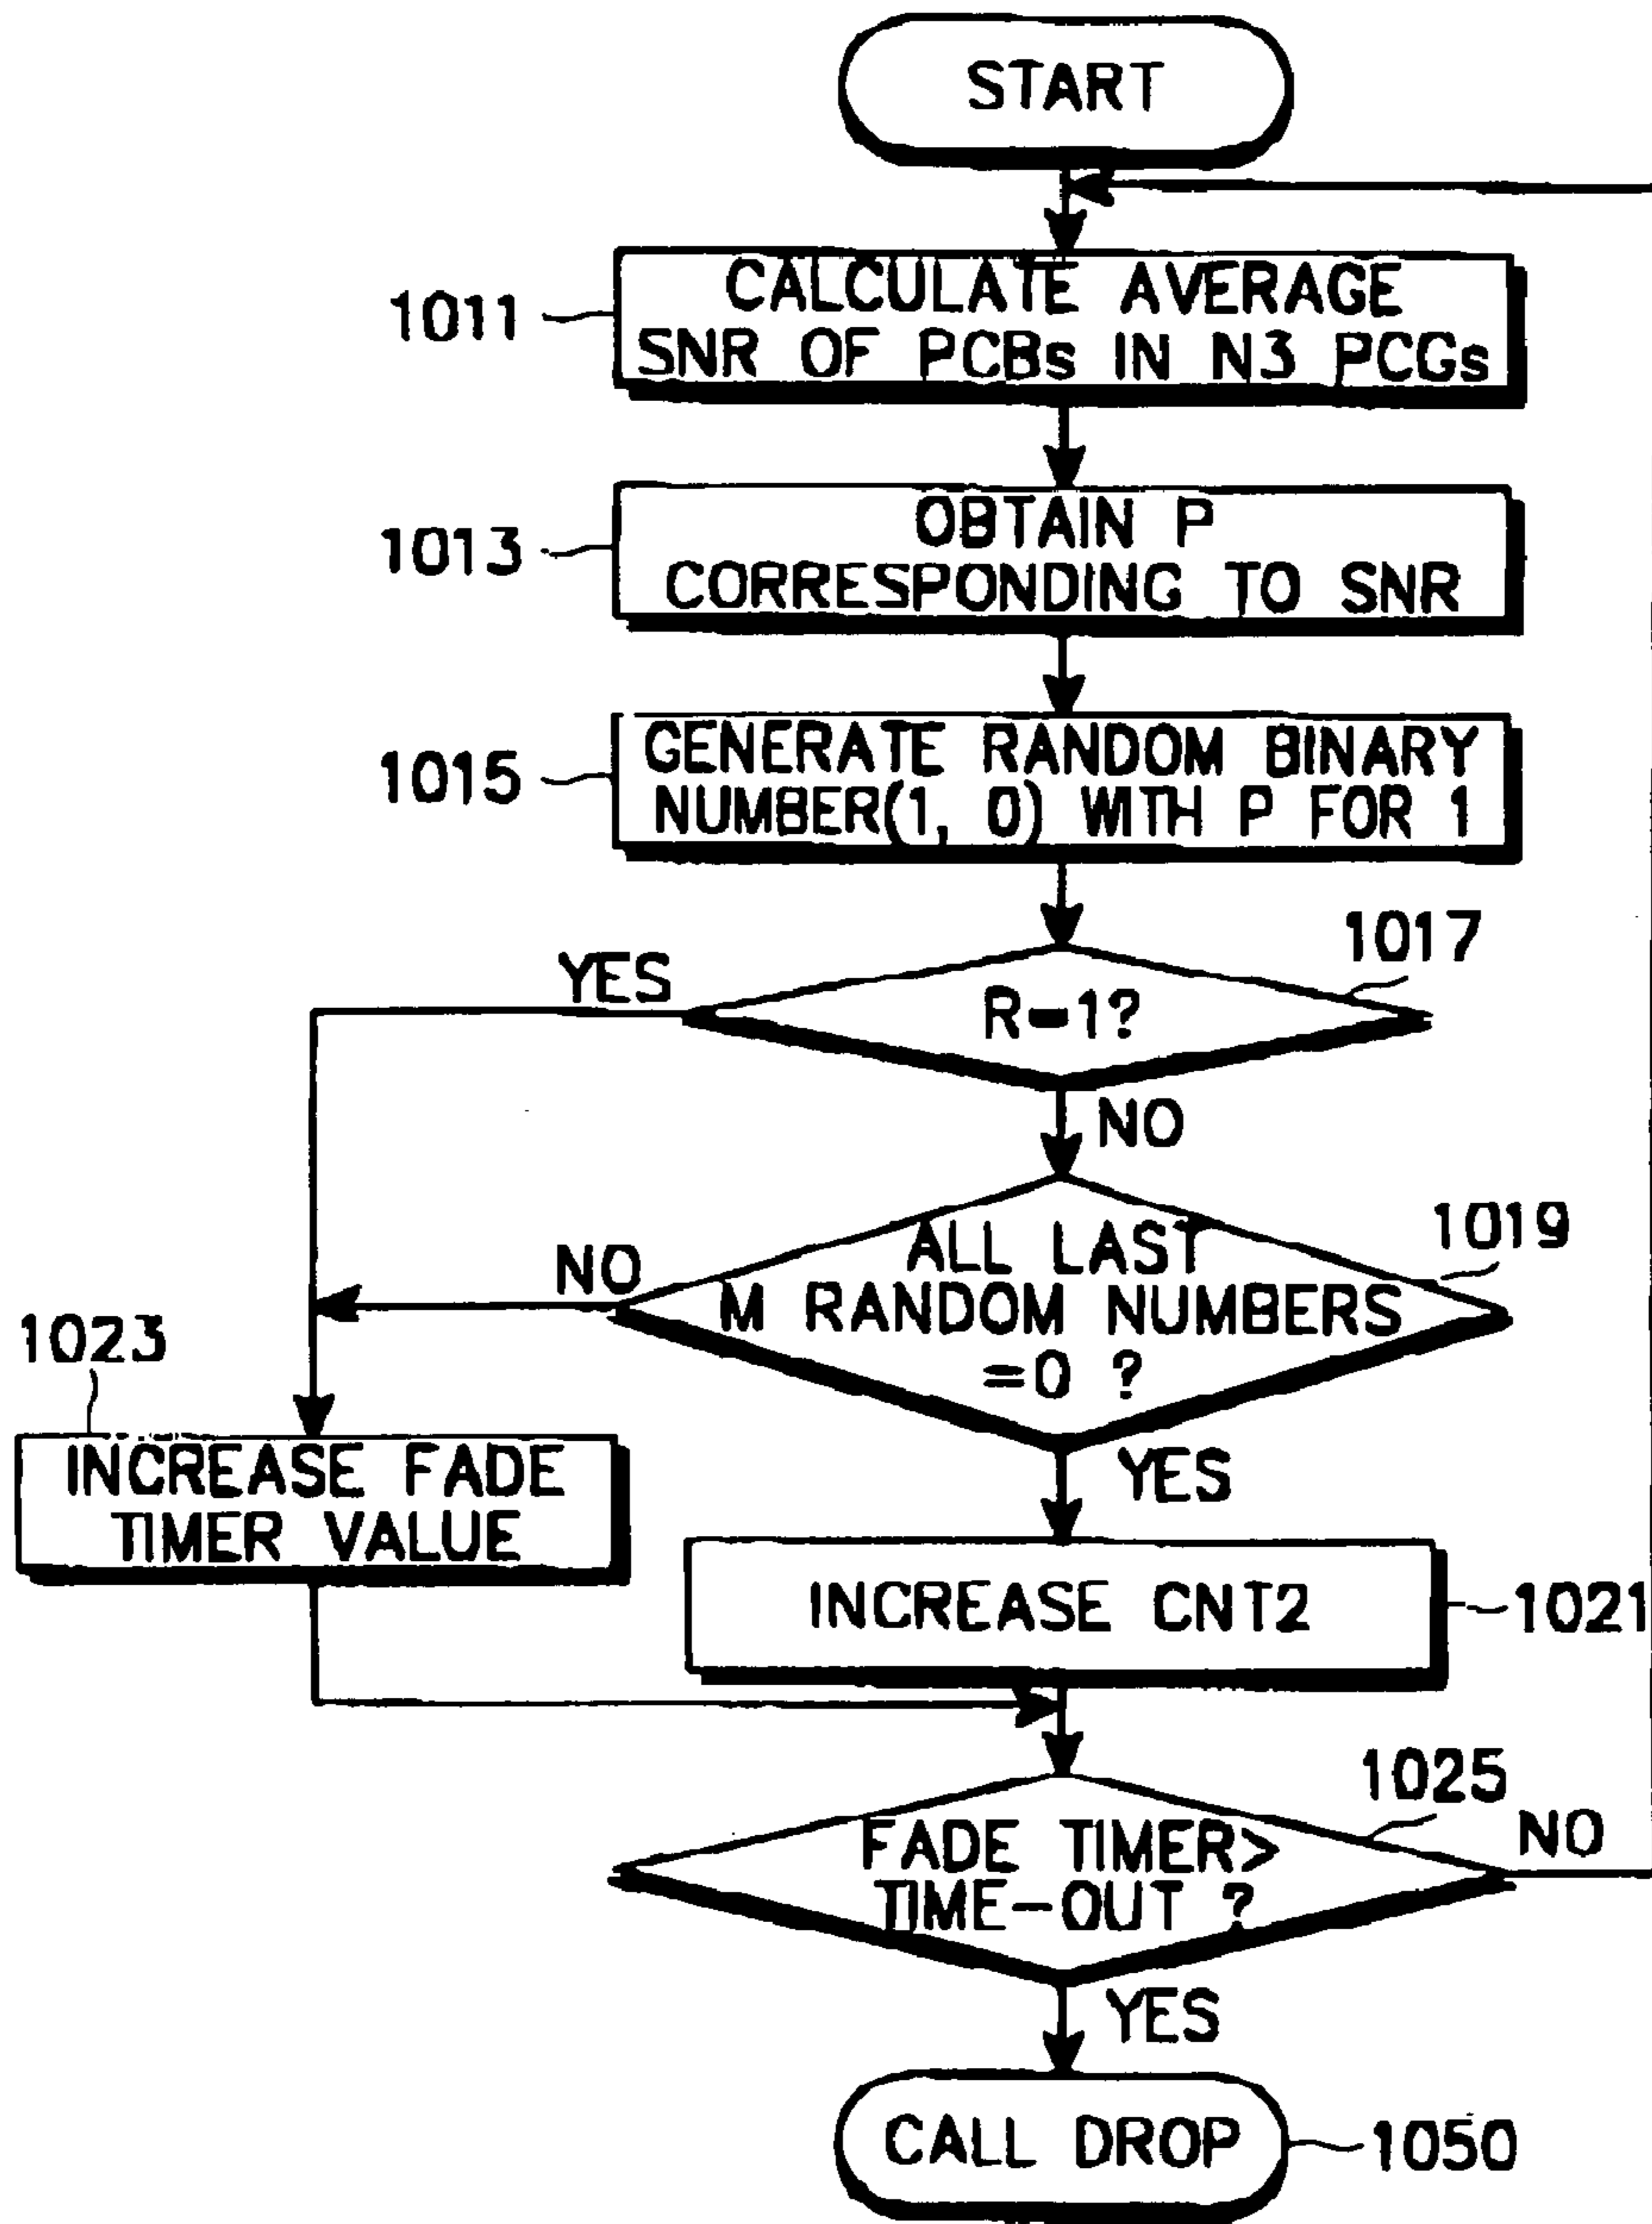 START
1011
CALCULATE AVERAGE
SNR OF PCBs IN N3 PCGs
1013
OBTAIN P
CORRESPONDING TO SNR
1015
GENERATE RANDOM BINARY
NUMBER(1, 0) WITH P FOR 1
1017
YES
R=1?
NO
1019
ALL LAST
M RANDOM NUMBERS
=0 ?
NO
YES
1023
INCREASE FADE
TIMER VALUE
INCREASE CNT2
1021
1025
FADE TIMER>
TIME-OUT ?
NO
YES
CALL DROP
1050